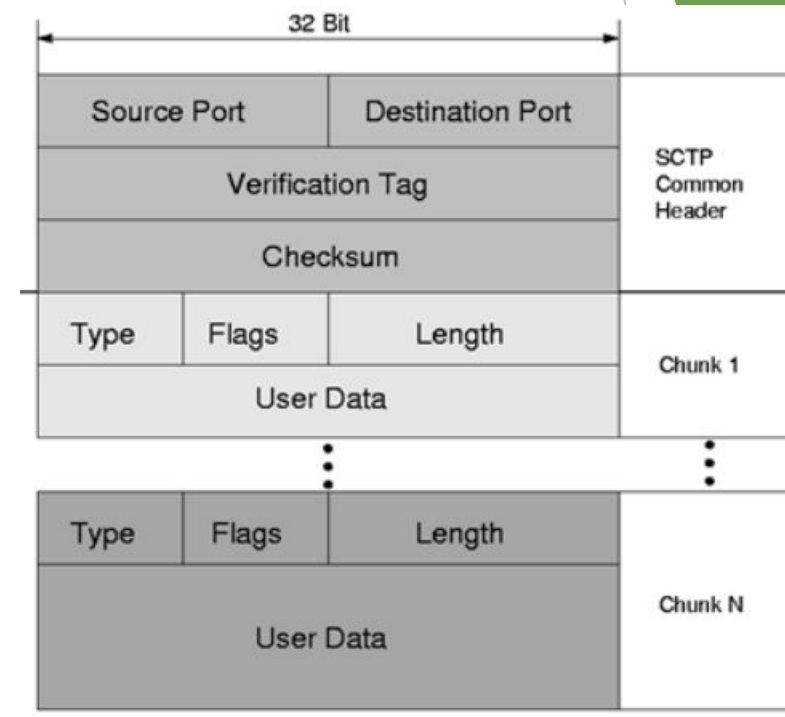 32 Bit
Source Port
Destination Port
SCTP
Common
Header
Verification Tag
Checksum
Type
Flags
Length
Chunk 1
User Data
Type
Flags
Length
Chunk N
User Data